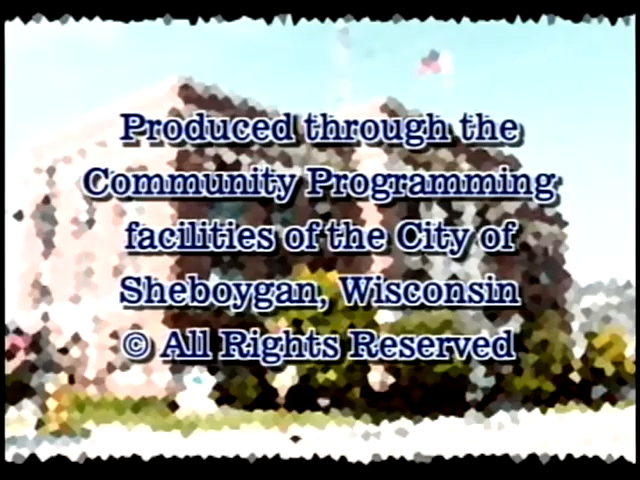 Produced through the
Community Programming
facilities of the City of
Sheboygan, Wisconsin
© All Rights Reserved